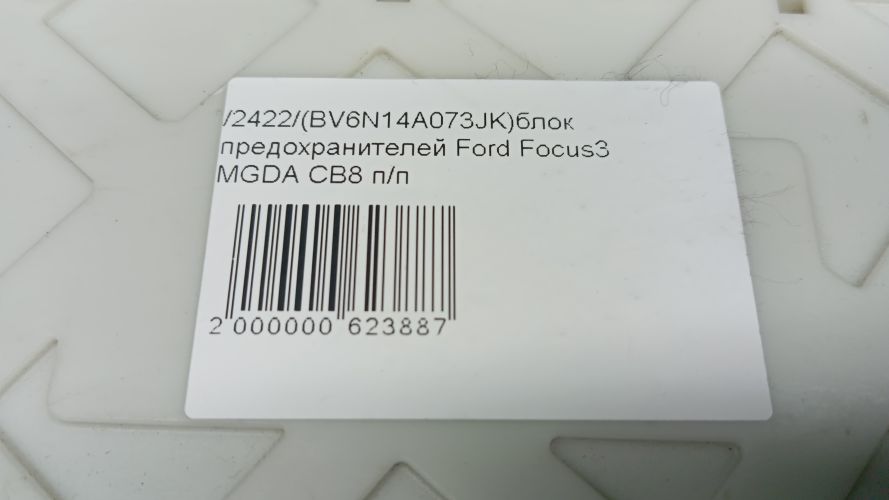 /2422/(BV6N14A073JK)блок
предохранителей Ford Focus3
MGDA CB8 п/п
2 000000 623887